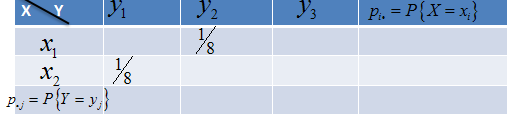 X Y y₁ y₂ y₃ pᵢ. = P{X = xᵢ}
x₁ 1/8
x₂ 1/8
p.ⱼ = P{Y = yⱼ}